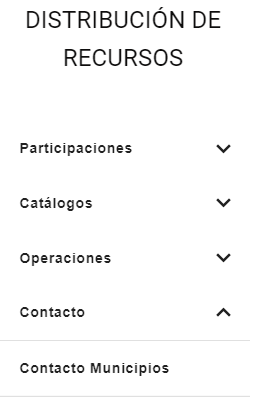 DISTRIBUCIÓN DE
RECURSOS
Participaciones
Catálogos
Operaciones
Contacto
Contacto Municipios